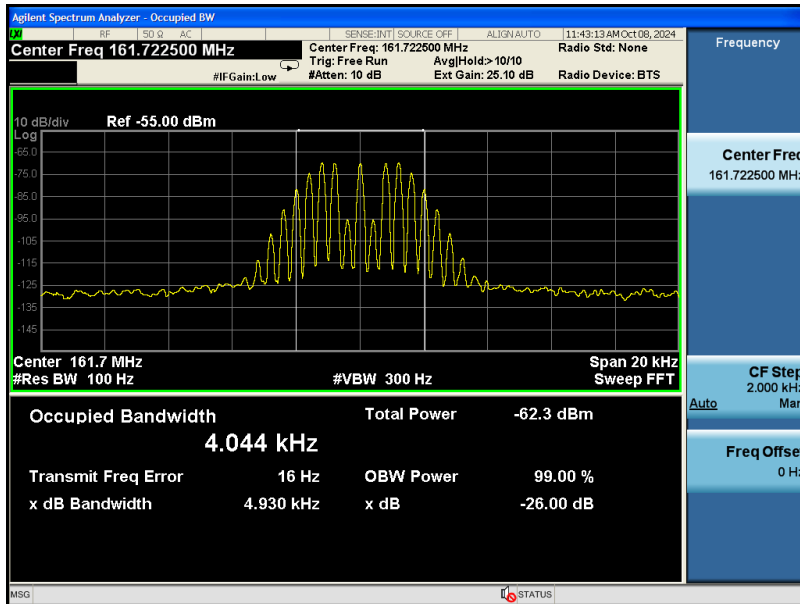 Agilent Spectrum Analyzer - Occupied BW
LXI RF 50 Ω AC SENSE:INT SOURCE OFF ALIGN AUTO 11:43:13 AM Oct 08, 2024
Center Freq 161.722500 MHz
Center Freq: 161.722500 MHz Radio Std: None
Trig: Free Run Avg|Hold:>10/10
#IFGain:Low #Atten: 10 dB Ext Gain: 25.10 dB Radio Device: BTS
10 dB/div Ref -55.00 dBm
Log
-65.0
-75.0
-85.0
-95.0
-105
-115
-125
-135
-145
Center 161.7 MHz Span 20 kHz
#Res BW 100 Hz #VBW 300 Hz Sweep FFT
Occupied Bandwidth Total Power -62.3 dBm
4.044 kHz
Transmit Freq Error 16 Hz OBW Power 99.00 %
x dB Bandwidth 4.930 kHz x dB -26.00 dB
MSG STATUS
Frequency
Center Freq
161.722500 MHz
CF Step
2.000 kHz
Auto Man
Freq Offset
0 Hz